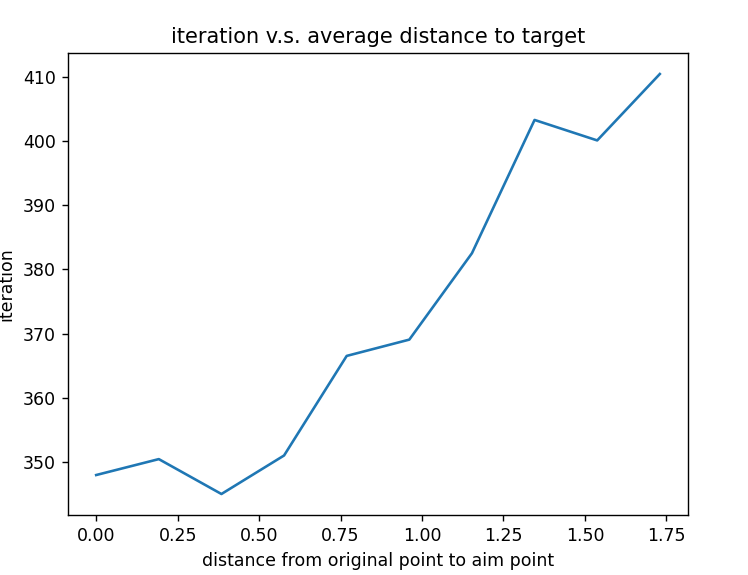 iteration v.s. average distance to target
410
400
390
380
370
360
350
iteration
0.00 0.25 0.50 0.75 1.00 1.25 1.50 1.75
distance from original point to aim point